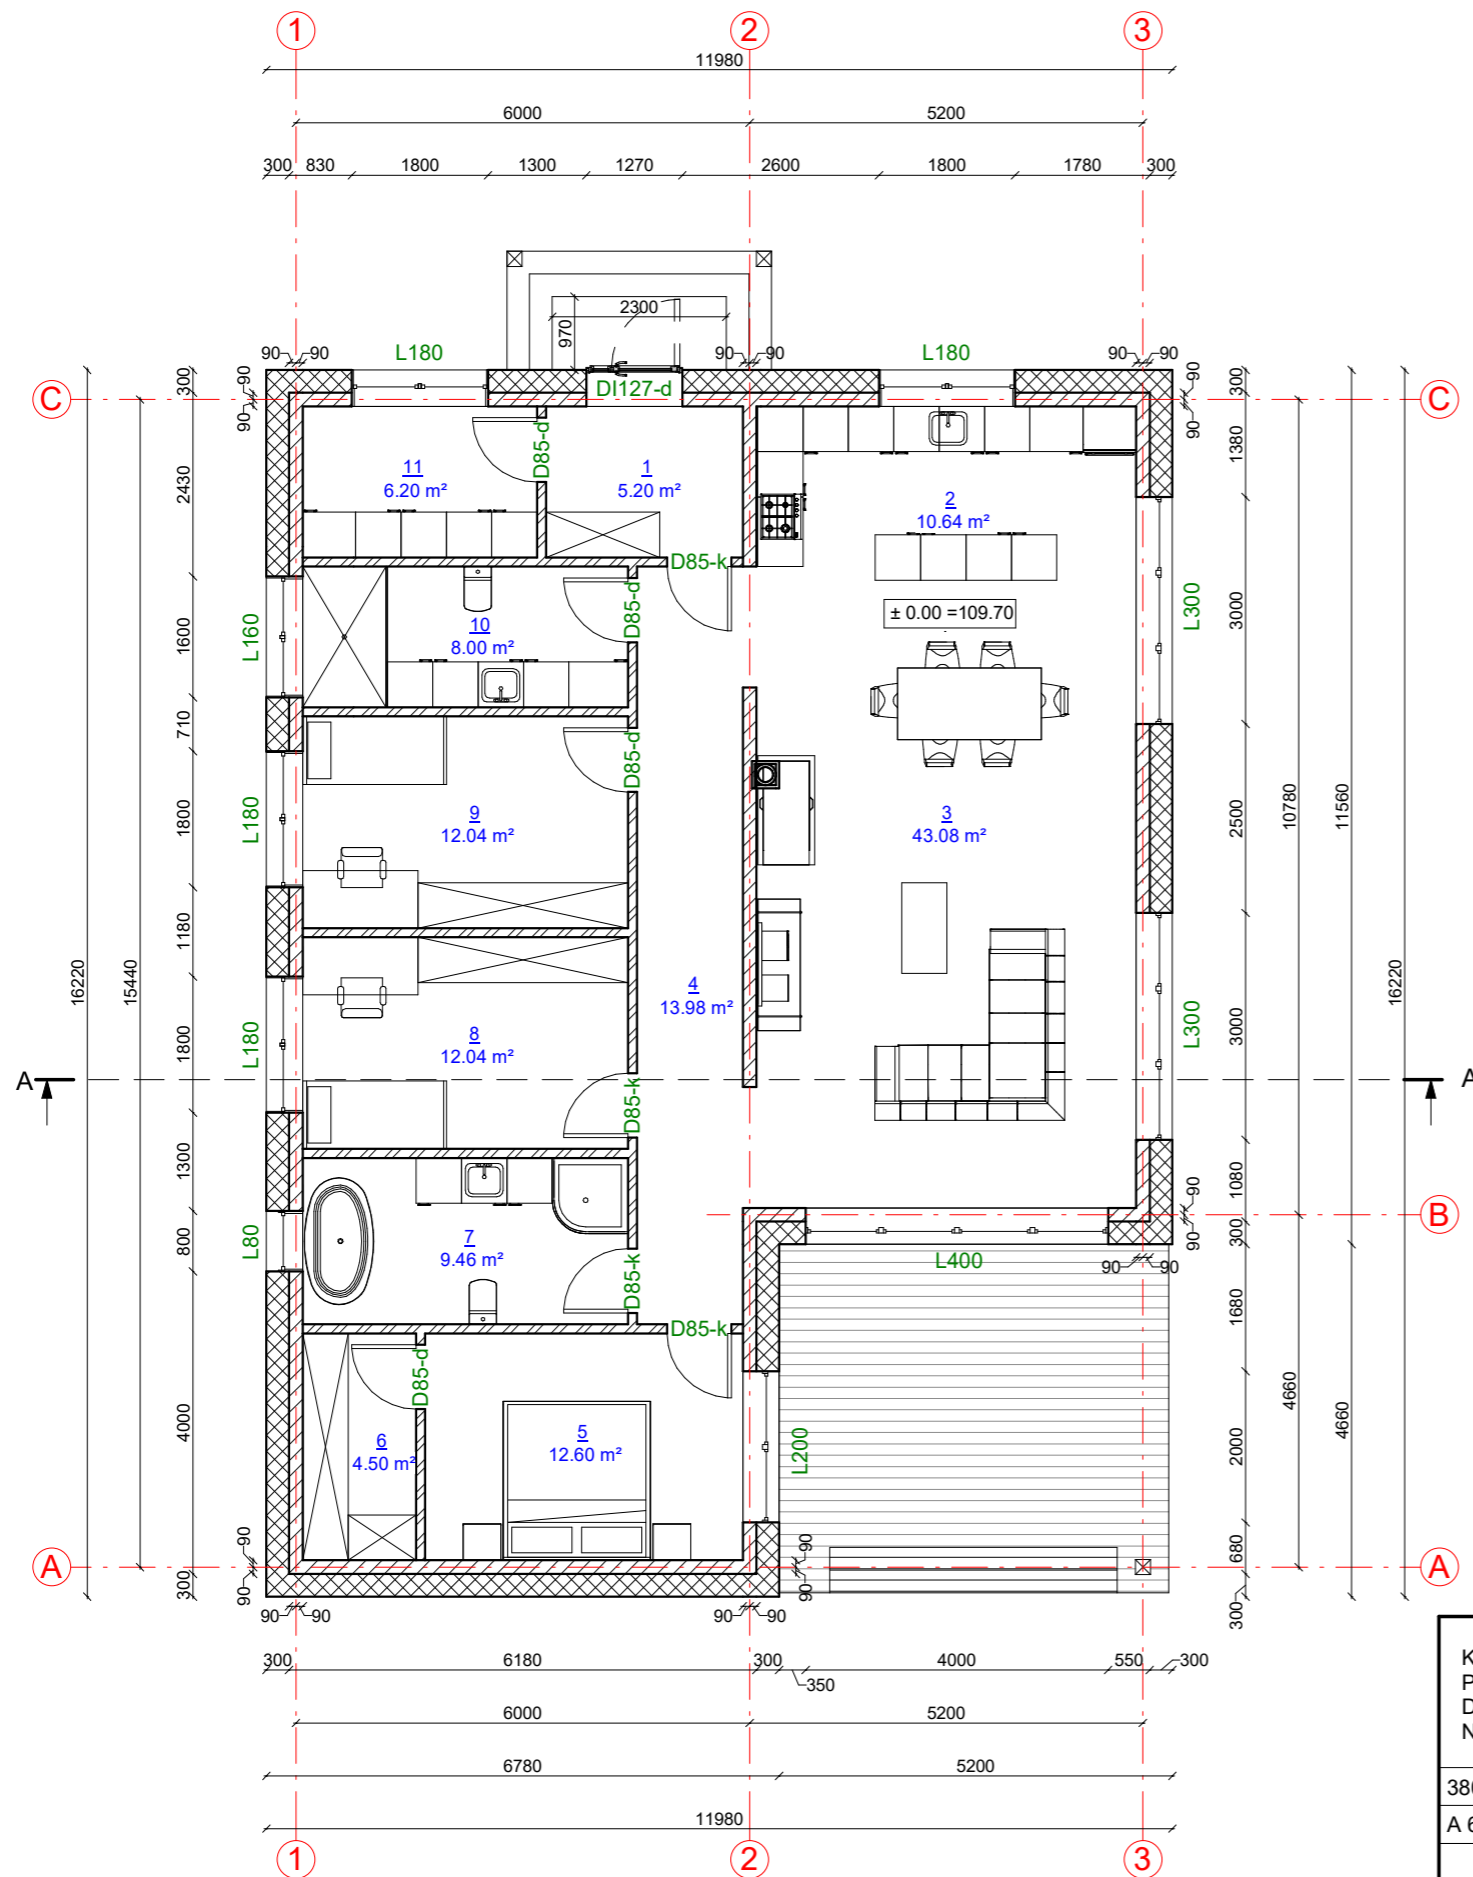 1 2 3
11980
6000 5200
300 830 1800 1300 1270 2600 1800 1780 300
2300
970
90 90 L180 90 90 L180 90 90
DI127-d
C C
300 90 90
90 90 300
11
6.20 m²
D85-d
1
5.20 m²
2
10.64 m²
2430
1380
D85-k
± 0.00 =109.70
10
8.00 m²
D85-d
L160
1600
L300
3000
710
D85-d
9
12.04 m²
3
43.08 m²
L180
1800
2500
10780
11560
1180
16220
15440
16220
4
13.98 m²
8
12.04 m²
L180
1800
L300
3000
A A
D85-k
1300
1080
7
9.46 m²
L80
800
D85-k
90 90
300
B
L400
90 90
D85-k
1680
D85-d
6
4.50 m²
5
12.60 m²
4000
L200
2000
4660
4660
A A
90 90 300
90 90
680
300
90 90 90 90
300 6180 300 350 4000 550 300
6000 5200
6780 5200
11980
1 2 3
K
P
D
N
A 6